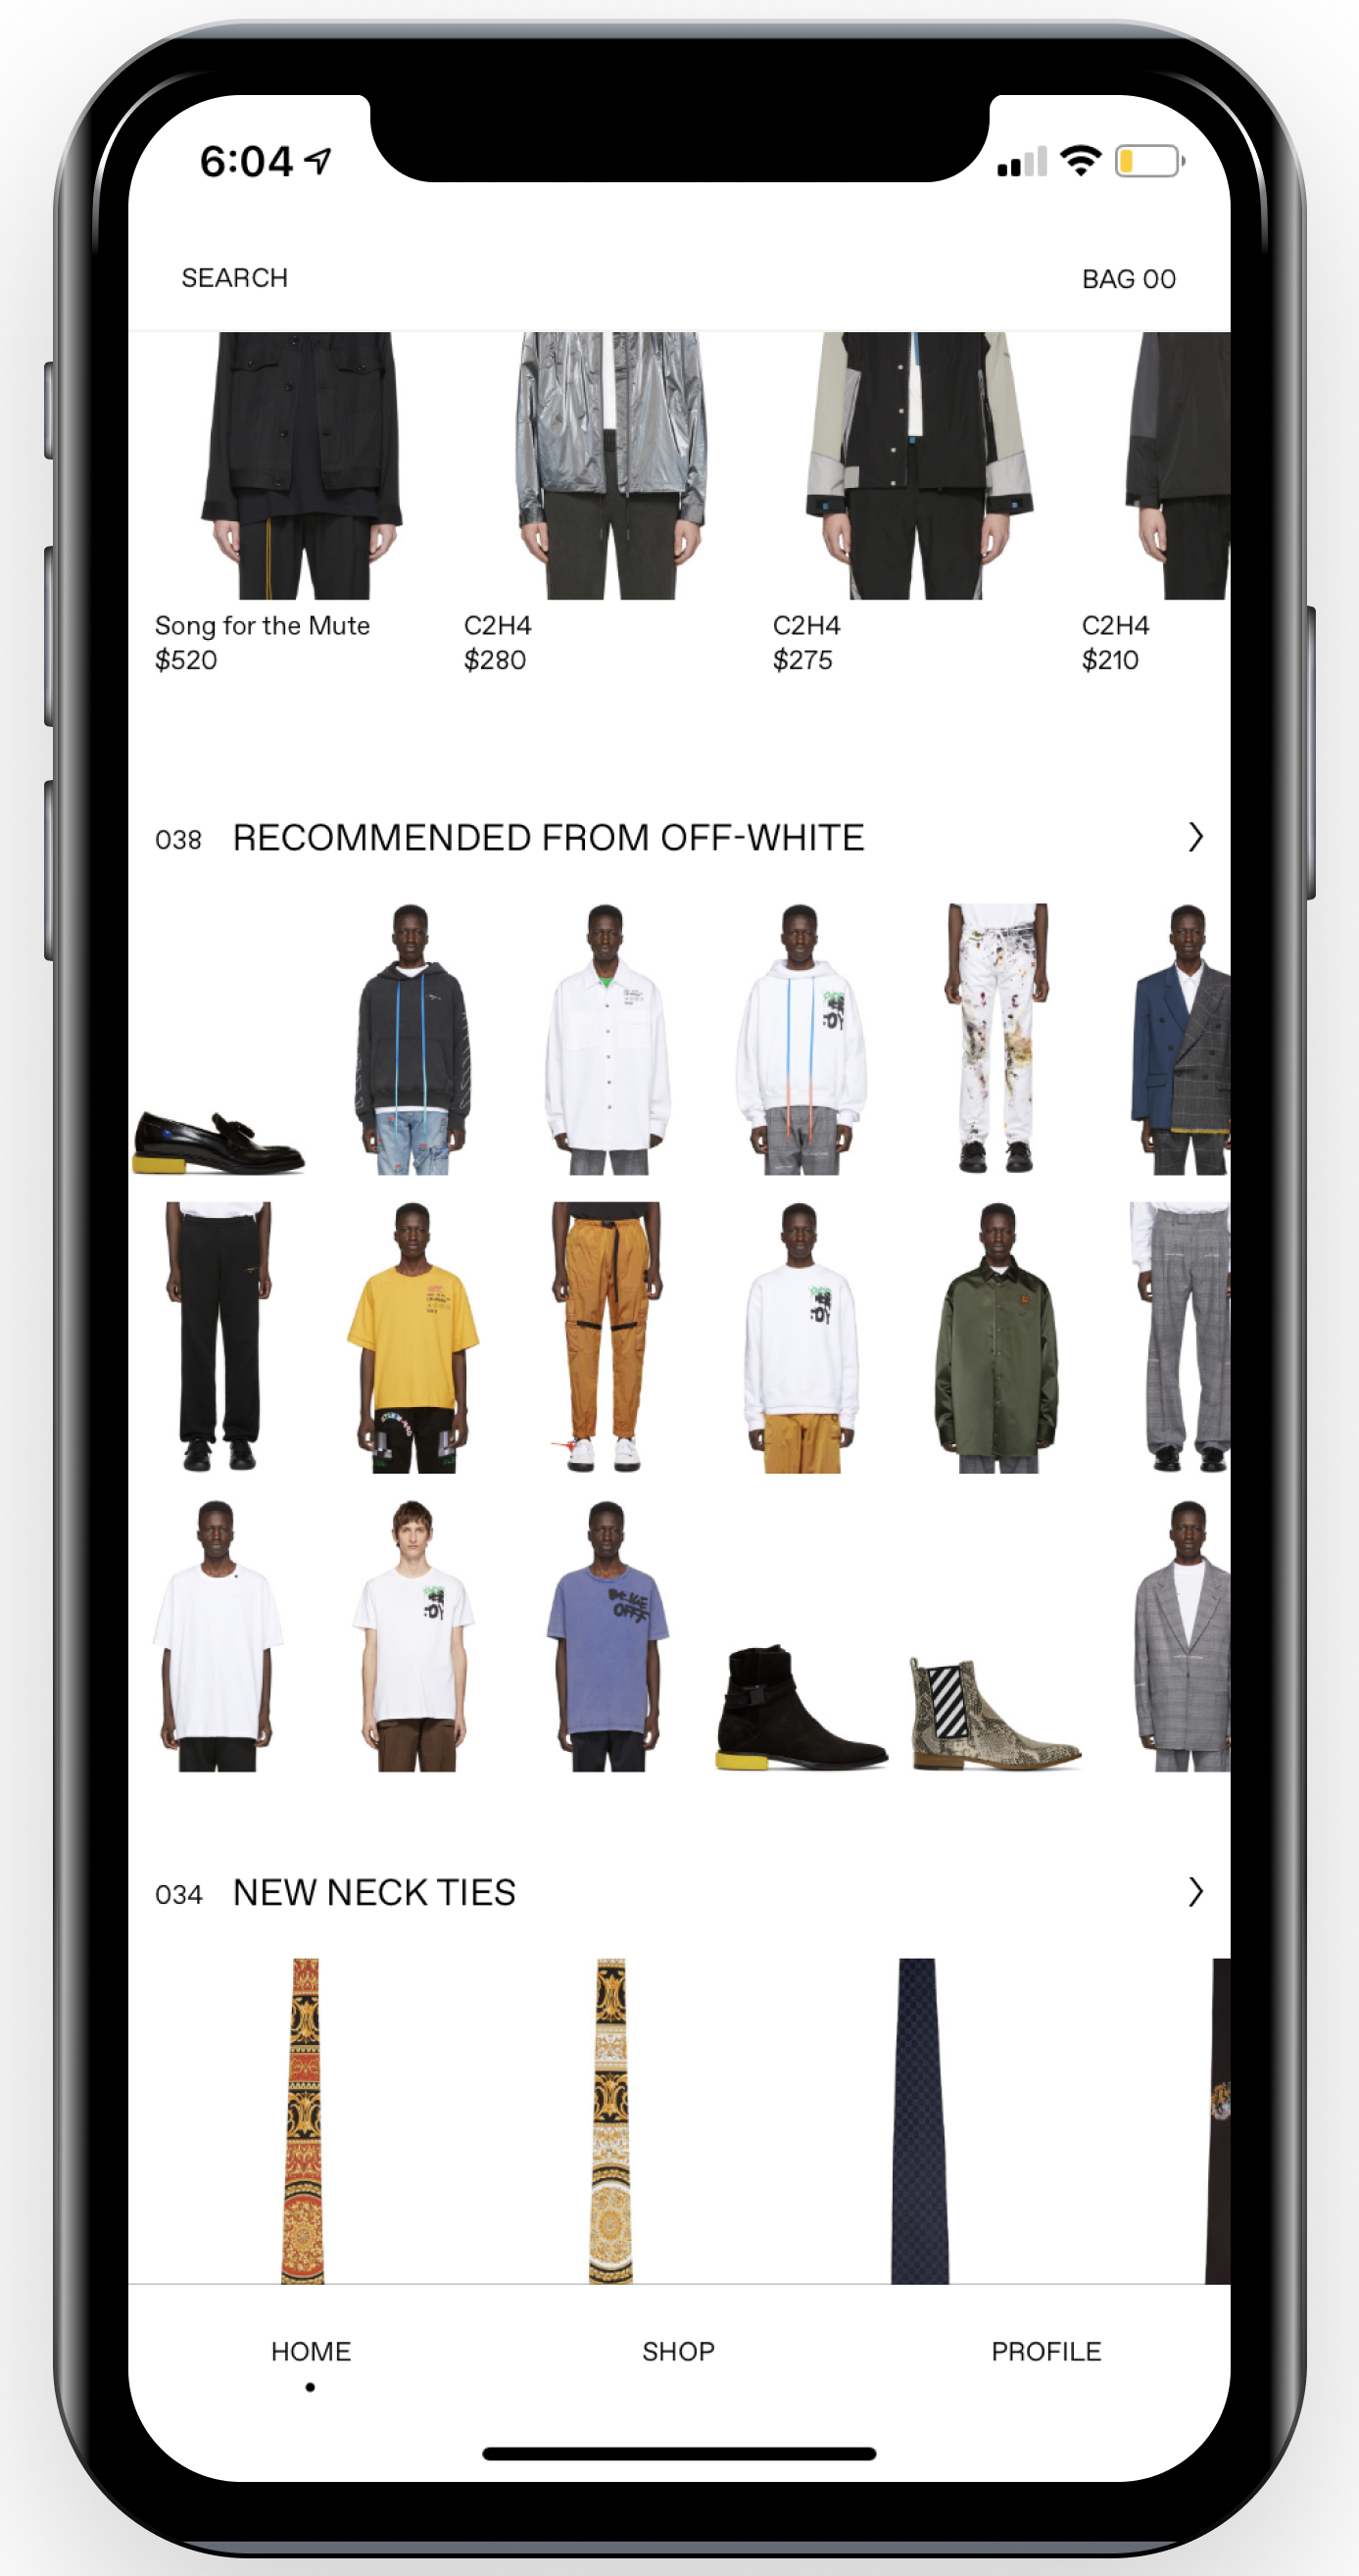 6:04
SEARCH
BAG 00
Song for the Mute
$520
C2H4
$280
C2H4
$275
C2H4
$210
038 RECOMMENDED FROM OFF-WHITE
034 NEW NECK TIES
HOME
SHOP
PROFILE